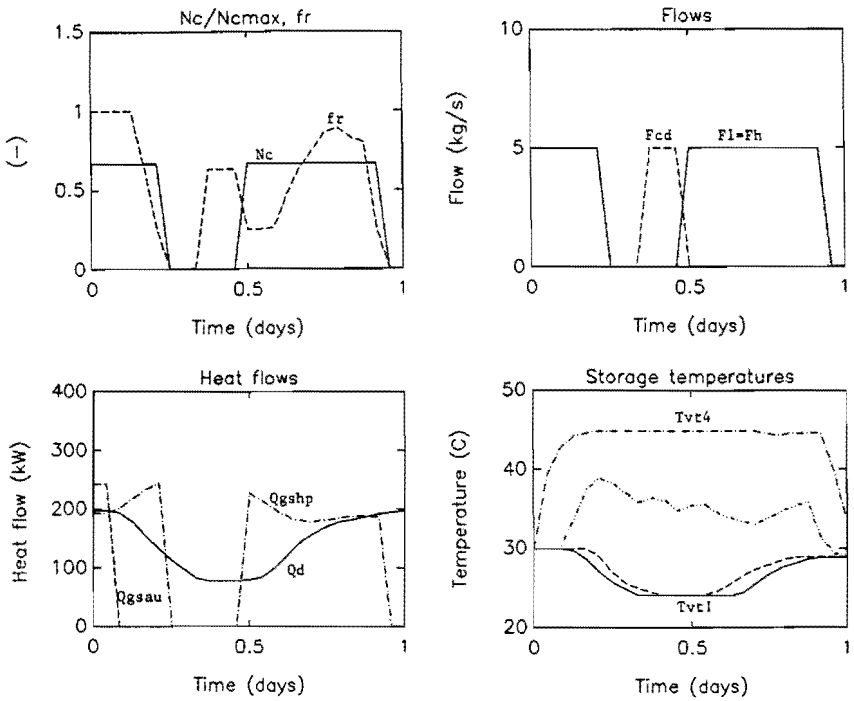 Nc/Ncmax, fr
1.5
1
0.5
0
(-)
fr
Nc
0 0.5 1
Time (days)
Flows
10
5
0
Flow (kg/s)
Fcd
Fl=Fh
0 0.5 1
Time (days)
Heat flows
400
300
200
100
0
Heat flow (kW)
Qgshp
Qd
Qgsau
0 0.5 1
Time (days)
Storage temperatures
50
40
30
20
Temperature (C)
Tvt4
Tvt1
0 0.5 1
Time (days)